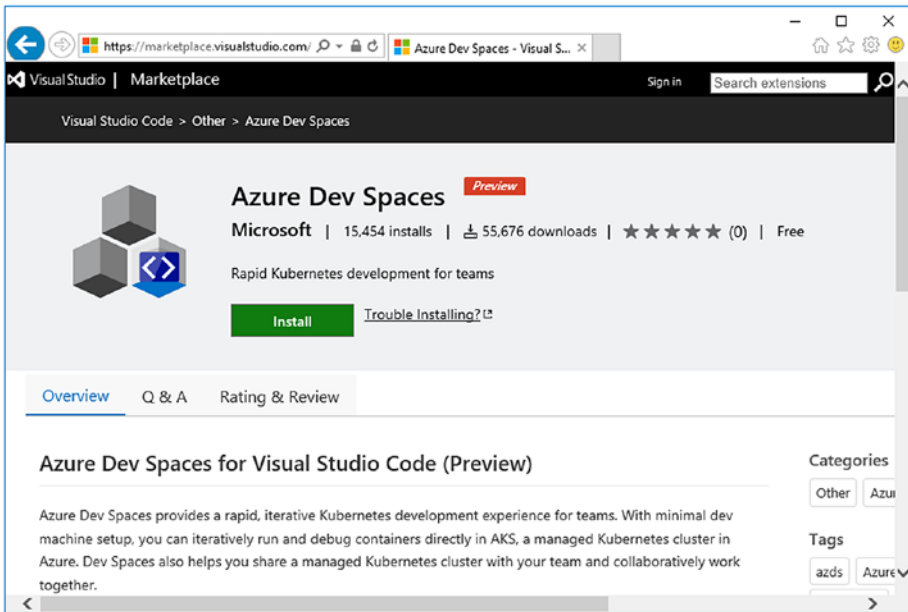 https://marketplace.visualstudio.com/
Azure Dev Spaces - Visual S...
Visual Studio | Marketplace
Sign in
Search extensions
Visual Studio Code > Other > Azure Dev Spaces
Azure Dev Spaces
Preview
Microsoft | 15,454 installs | 55,676 downloads | (0) | Free
Rapid Kubernetes development for teams
Install
Trouble Installing?
Overview
Q & A
Rating & Review
Azure Dev Spaces for Visual Studio Code (Preview)
Azure Dev Spaces provides a rapid, iterative Kubernetes development experience for teams. With minimal dev
machine setup, you can iteratively run and debug containers directly in AKS, a managed Kubernetes cluster in
Azure. Dev Spaces also helps you share a managed Kubernetes cluster with your team and collaboratively work
together.
Categories
Other
Azu
Tags
azds
Azure